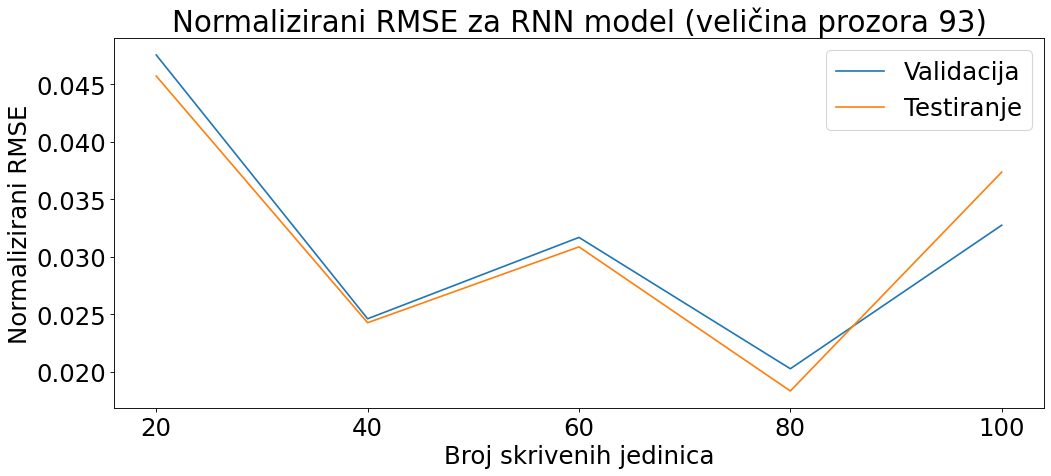 Normalizirani RMSE za RNN model (veličina prozora 93)
Validacija
Testiranje
Normalizirani RMSE
0.045
0.040
0.035
0.030
0.025
0.020
20 40 60 80 100
Broj skrivenih jedinica